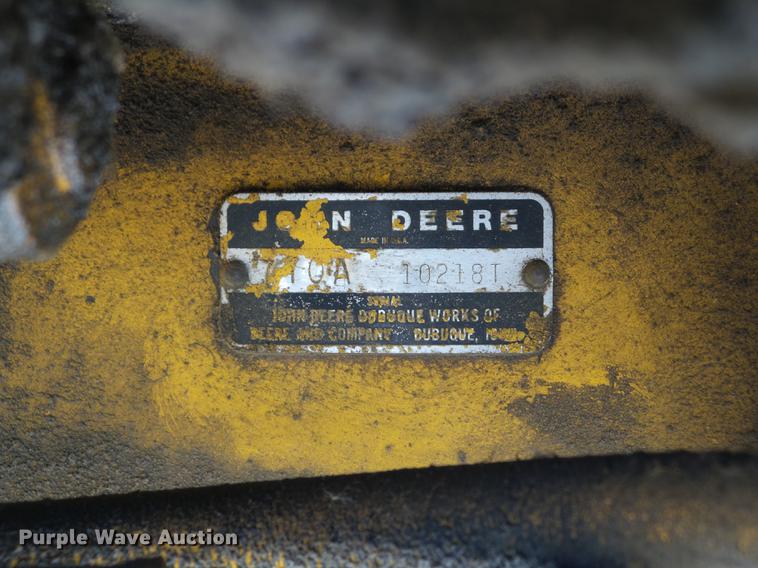 JOHN DEERE
MADE IN U.S.A.
10218T
SERIAL
JOHN DEERE DUBUQUE WORKS OF
DEERE AND COMPANY DUBUQUE, IOWA
Purple Wave Auction